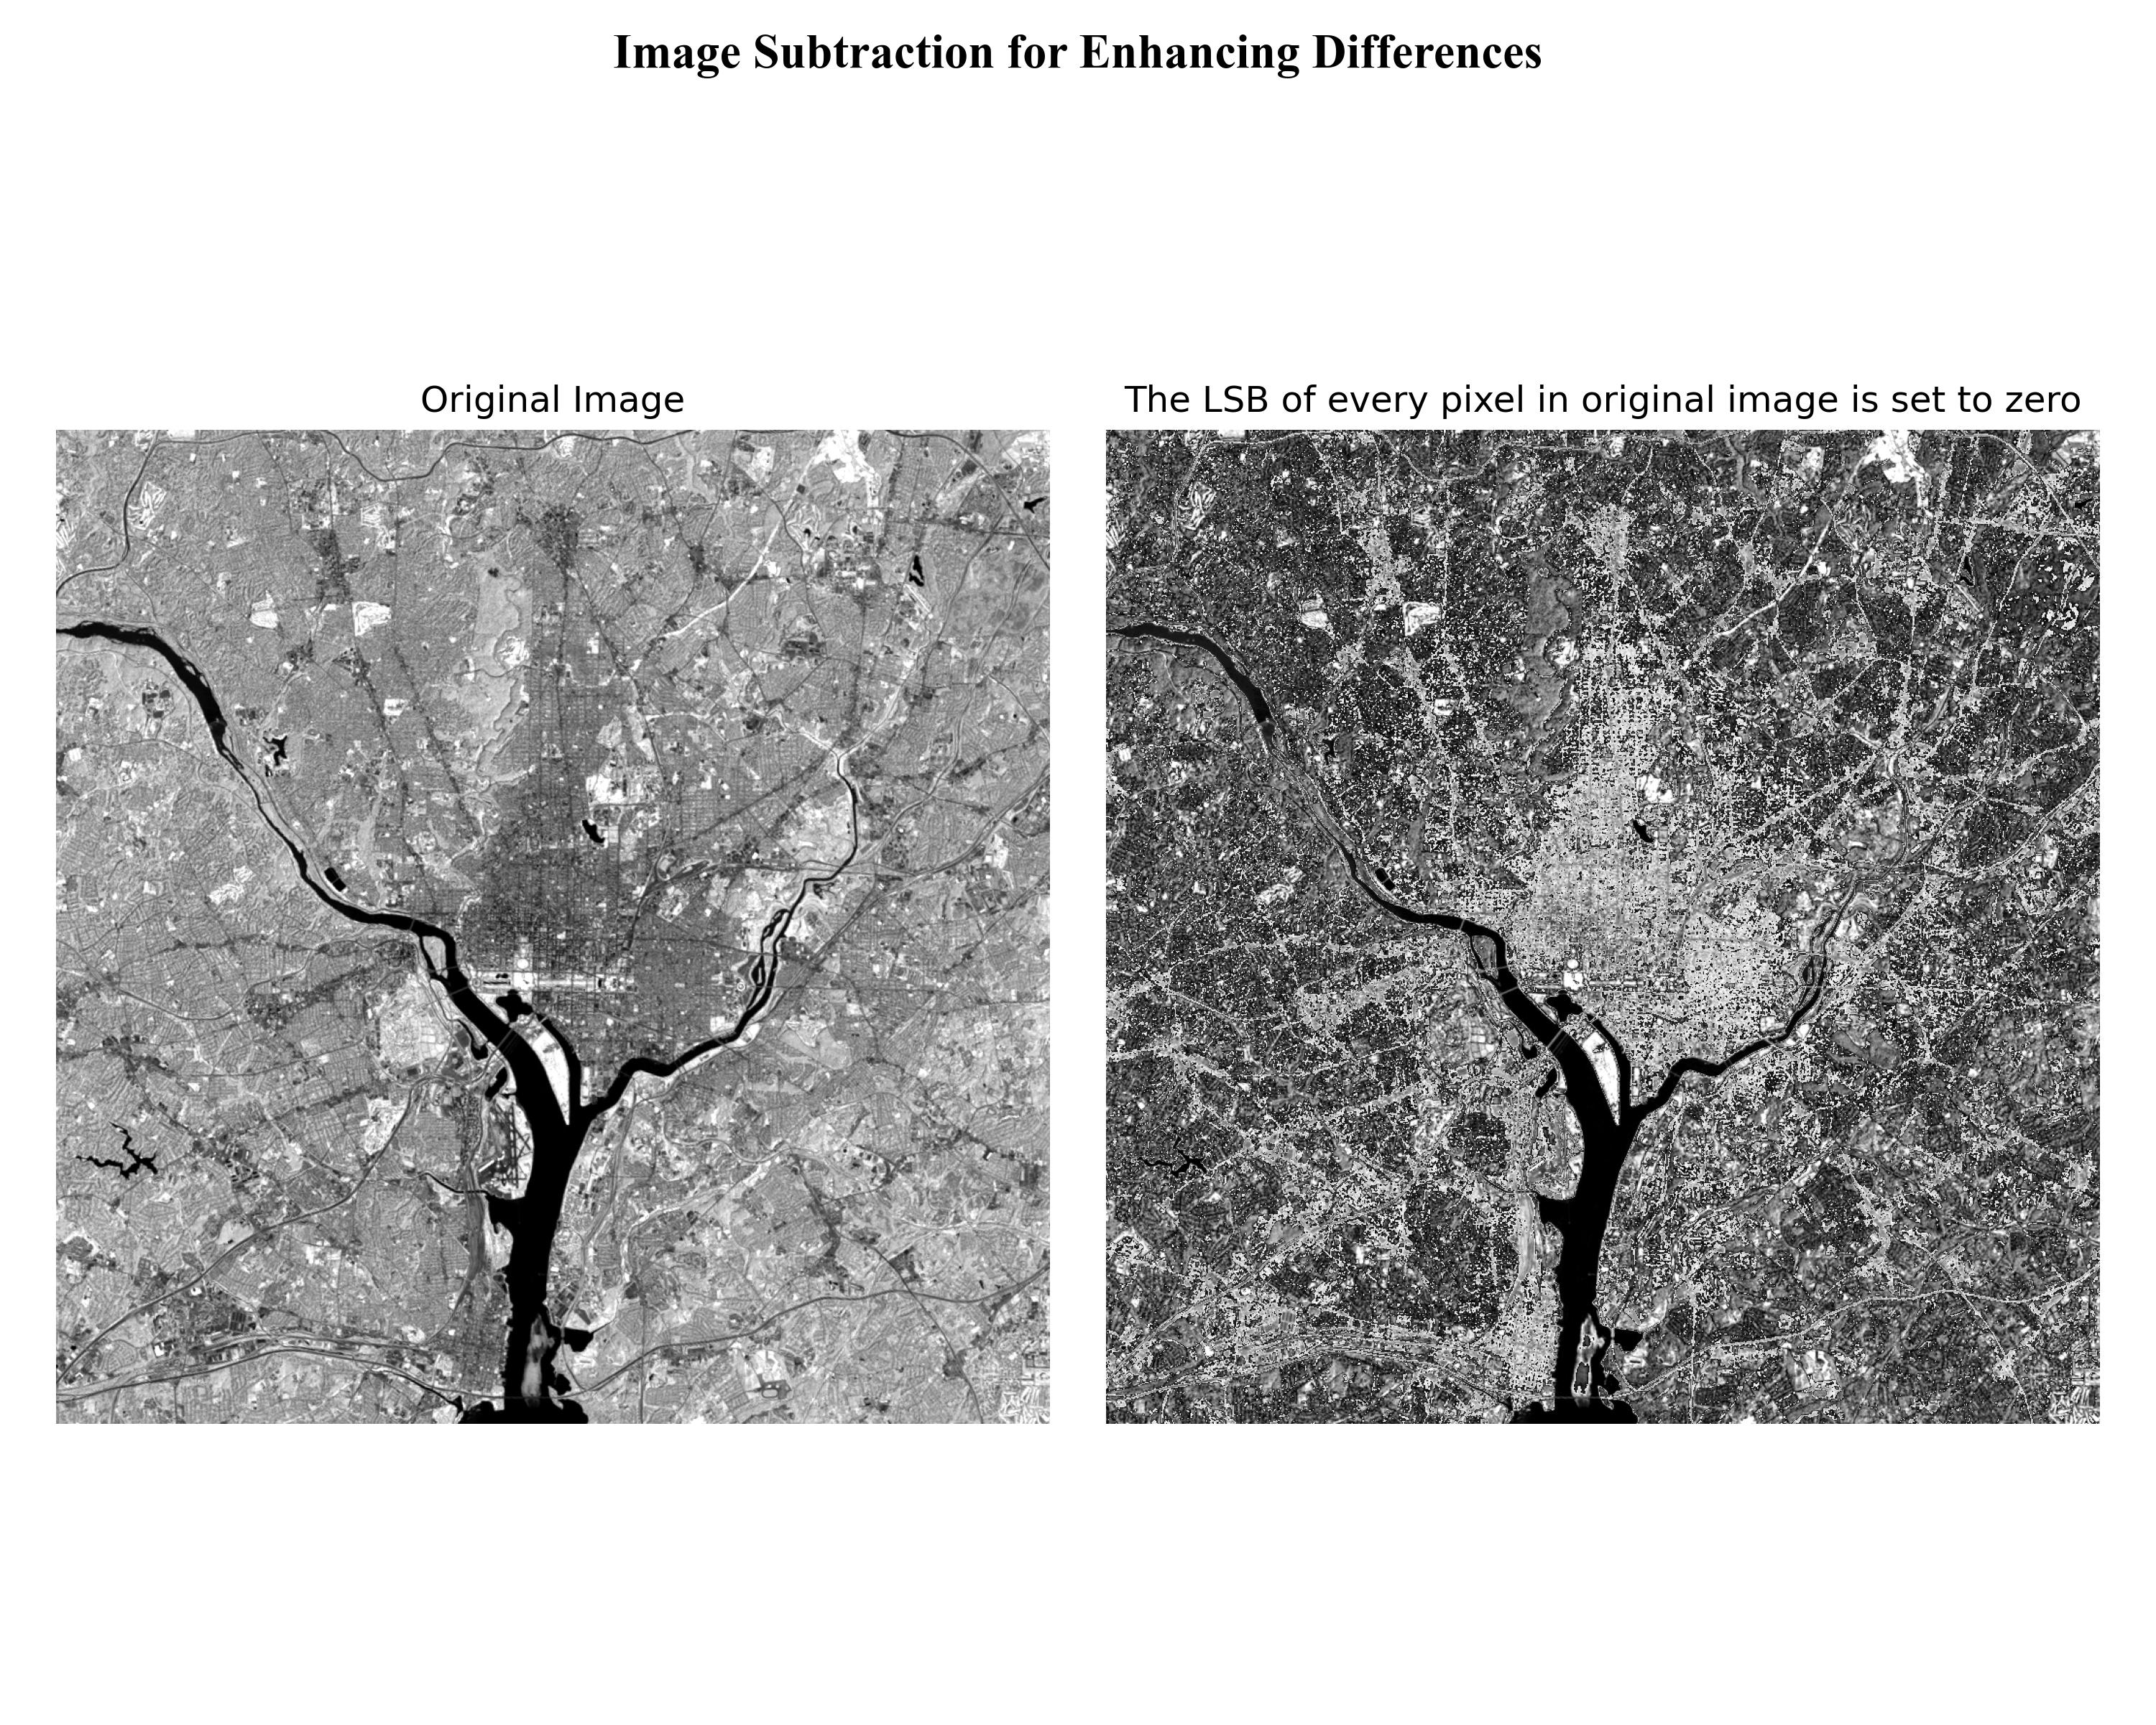 Image Subtraction for Enhancing Differences
Original Image
The LSB of every pixel in original image is set to zero